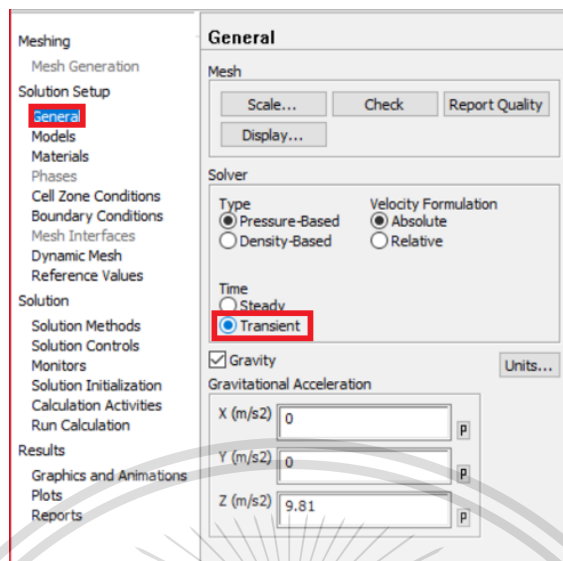 Meshing
Mesh Generation
Solution Setup
General
Models
Materials
Phases
Cell Zone Conditions
Boundary Conditions
Mesh Interfaces
Dynamic Mesh
Reference Values
Solution
Solution Methods
Solution Controls
Monitors
Solution Initialization
Calculation Activities
Run Calculation
Results
Graphics and Animations
Plots
Reports
General
Mesh
Scale... Check Report Quality
Display...
Solver
Type Velocity Formulation
Pressure-Based Absolute
Density-Based Relative
Time
Steady
Transient
Gravity Units...
Gravitational Acceleration
X (m/s2) 0 P
Y (m/s2) 0 P
Z (m/s2) 9.81 P